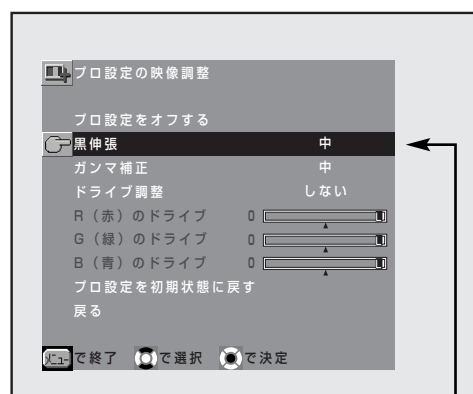 プロ設定の映像調整
プロ設定をオフする
黒伸張 中
ガンマ補正 中
ドライブ調整 しない
R（赤）のドライブ 0
G（緑）のドライブ 0
B（青）のドライブ 0
プロ設定を初期状態に戻す
戻る
メニューで終了 で選択 で決定